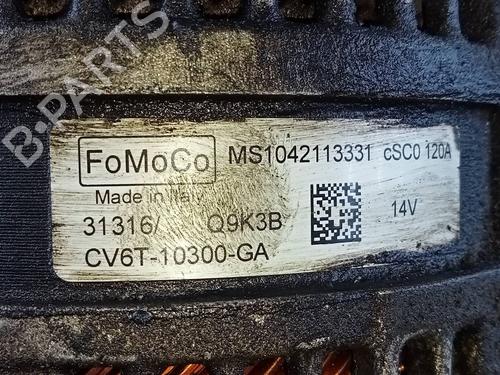 B-PARTS
FoMoCo MS1042113331 cSC0 120A
Made in Italy
31316/ Q9K3B 14V
CV6T-10300-GA